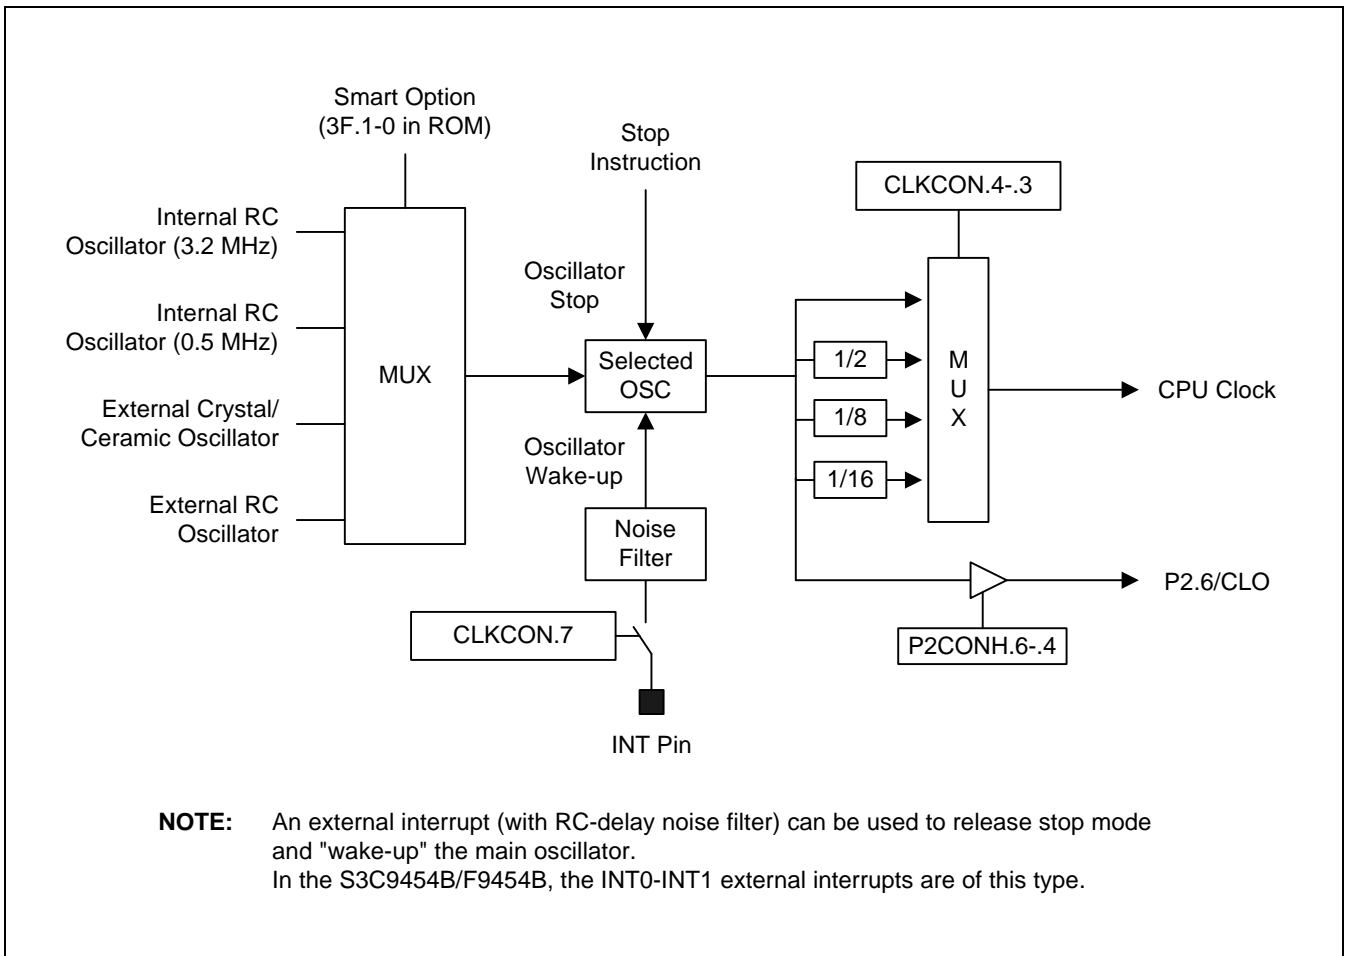 Smart Option
(3F.1-0 in ROM)
Stop
Instruction
CLKCON.4-.3
Internal RC
Oscillator (3.2 MHz)
Oscillator
Stop
Internal RC
Oscillator (0.5 MHz)
MUX
Selected
OSC
1/2
1/8
1/16
M
U
X
CPU Clock
External Crystal/
Ceramic Oscillator
Oscillator
Wake-up
External RC
Oscillator
Noise
Filter
P2.6/CLO
CLKCON.7
P2CONH.6-.4
INT Pin
NOTE: An external interrupt (with RC-delay noise filter) can be used to release stop mode
and "wake-up" the main oscillator.
In the S3C9454B/F9454B, the INT0-INT1 external interrupts are of this type.